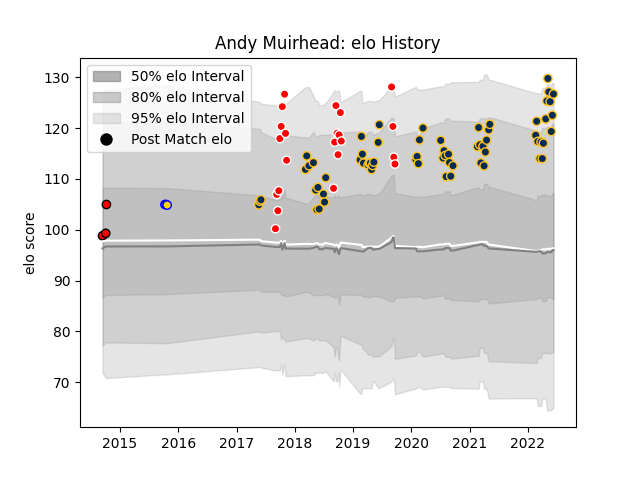 Andy Muirhead: elo History
50% elo Interval
80% elo Interval
95% elo Interval
Post Match elo
elo score
130
120
110
100
90
80
70
2015 2016 2017 2018 2019 2020 2021 2022